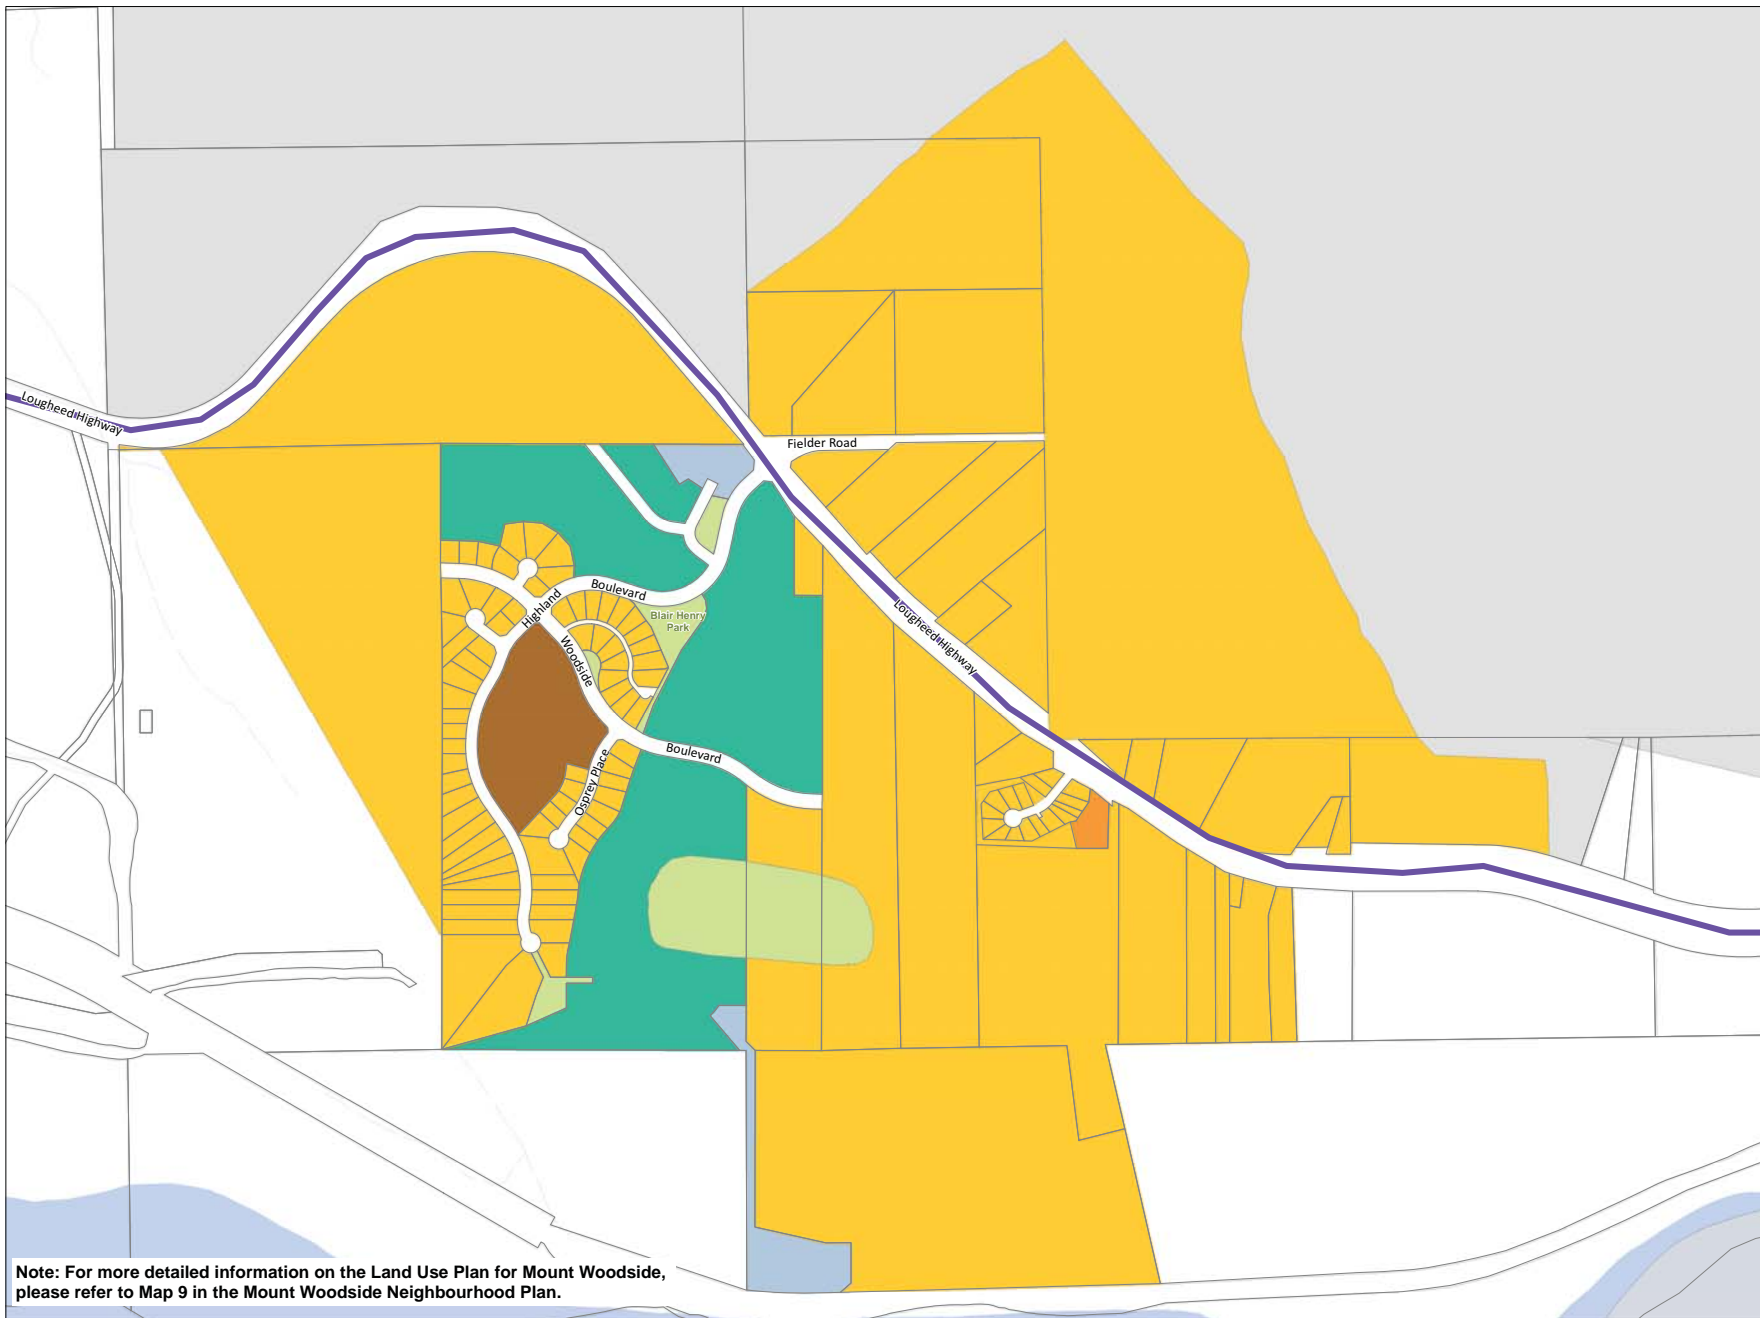 Lougheed Highway
Fielder Road
Boulevard
Highland
Blair Henry
Park
Woodside
Lougheed Highway
Boulevard
Osprey Place
Note: For more detailed information on the Land Use Plan for Mount Woodside,
please refer to Map 9 in the Mount Woodside Neighbourhood Plan.